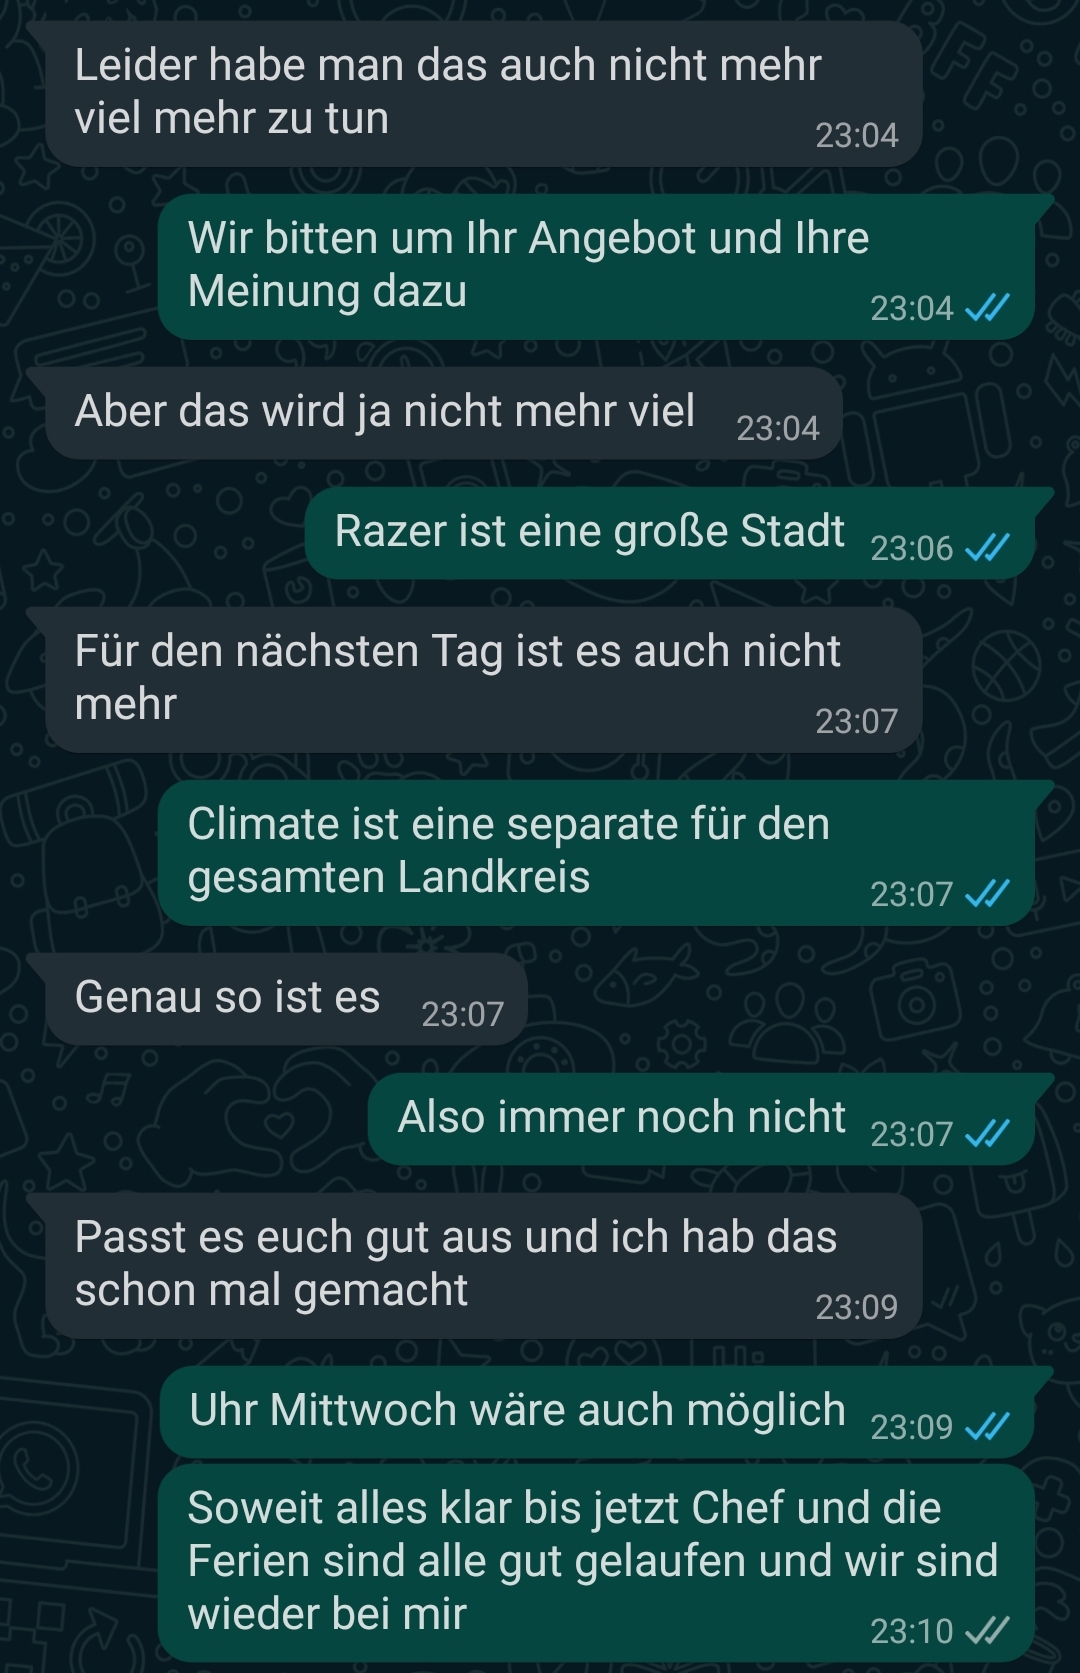 Leider habe man das auch nicht mehr
viel mehr zu tun
23:04
Wir bitten um Ihr Angebot und Ihre
Meinung dazu
23:04
Aber das wird ja nicht mehr viel 23:04
Razer ist eine große Stadt 23:06
Für den nächsten Tag ist es auch nicht
mehr
23:07
Climate ist eine separate für den
gesamten Landkreis
23:07
Genau so ist es 23:07
Also immer noch nicht 23:07
Passt es euch gut aus und ich hab das
schon mal gemacht
23:09
Uhr Mittwoch wäre auch möglich 23:09
Soweit alles klar bis jetzt Chef und die
Ferien sind alle gut gelaufen und wir sind
wieder bei mir
23:10